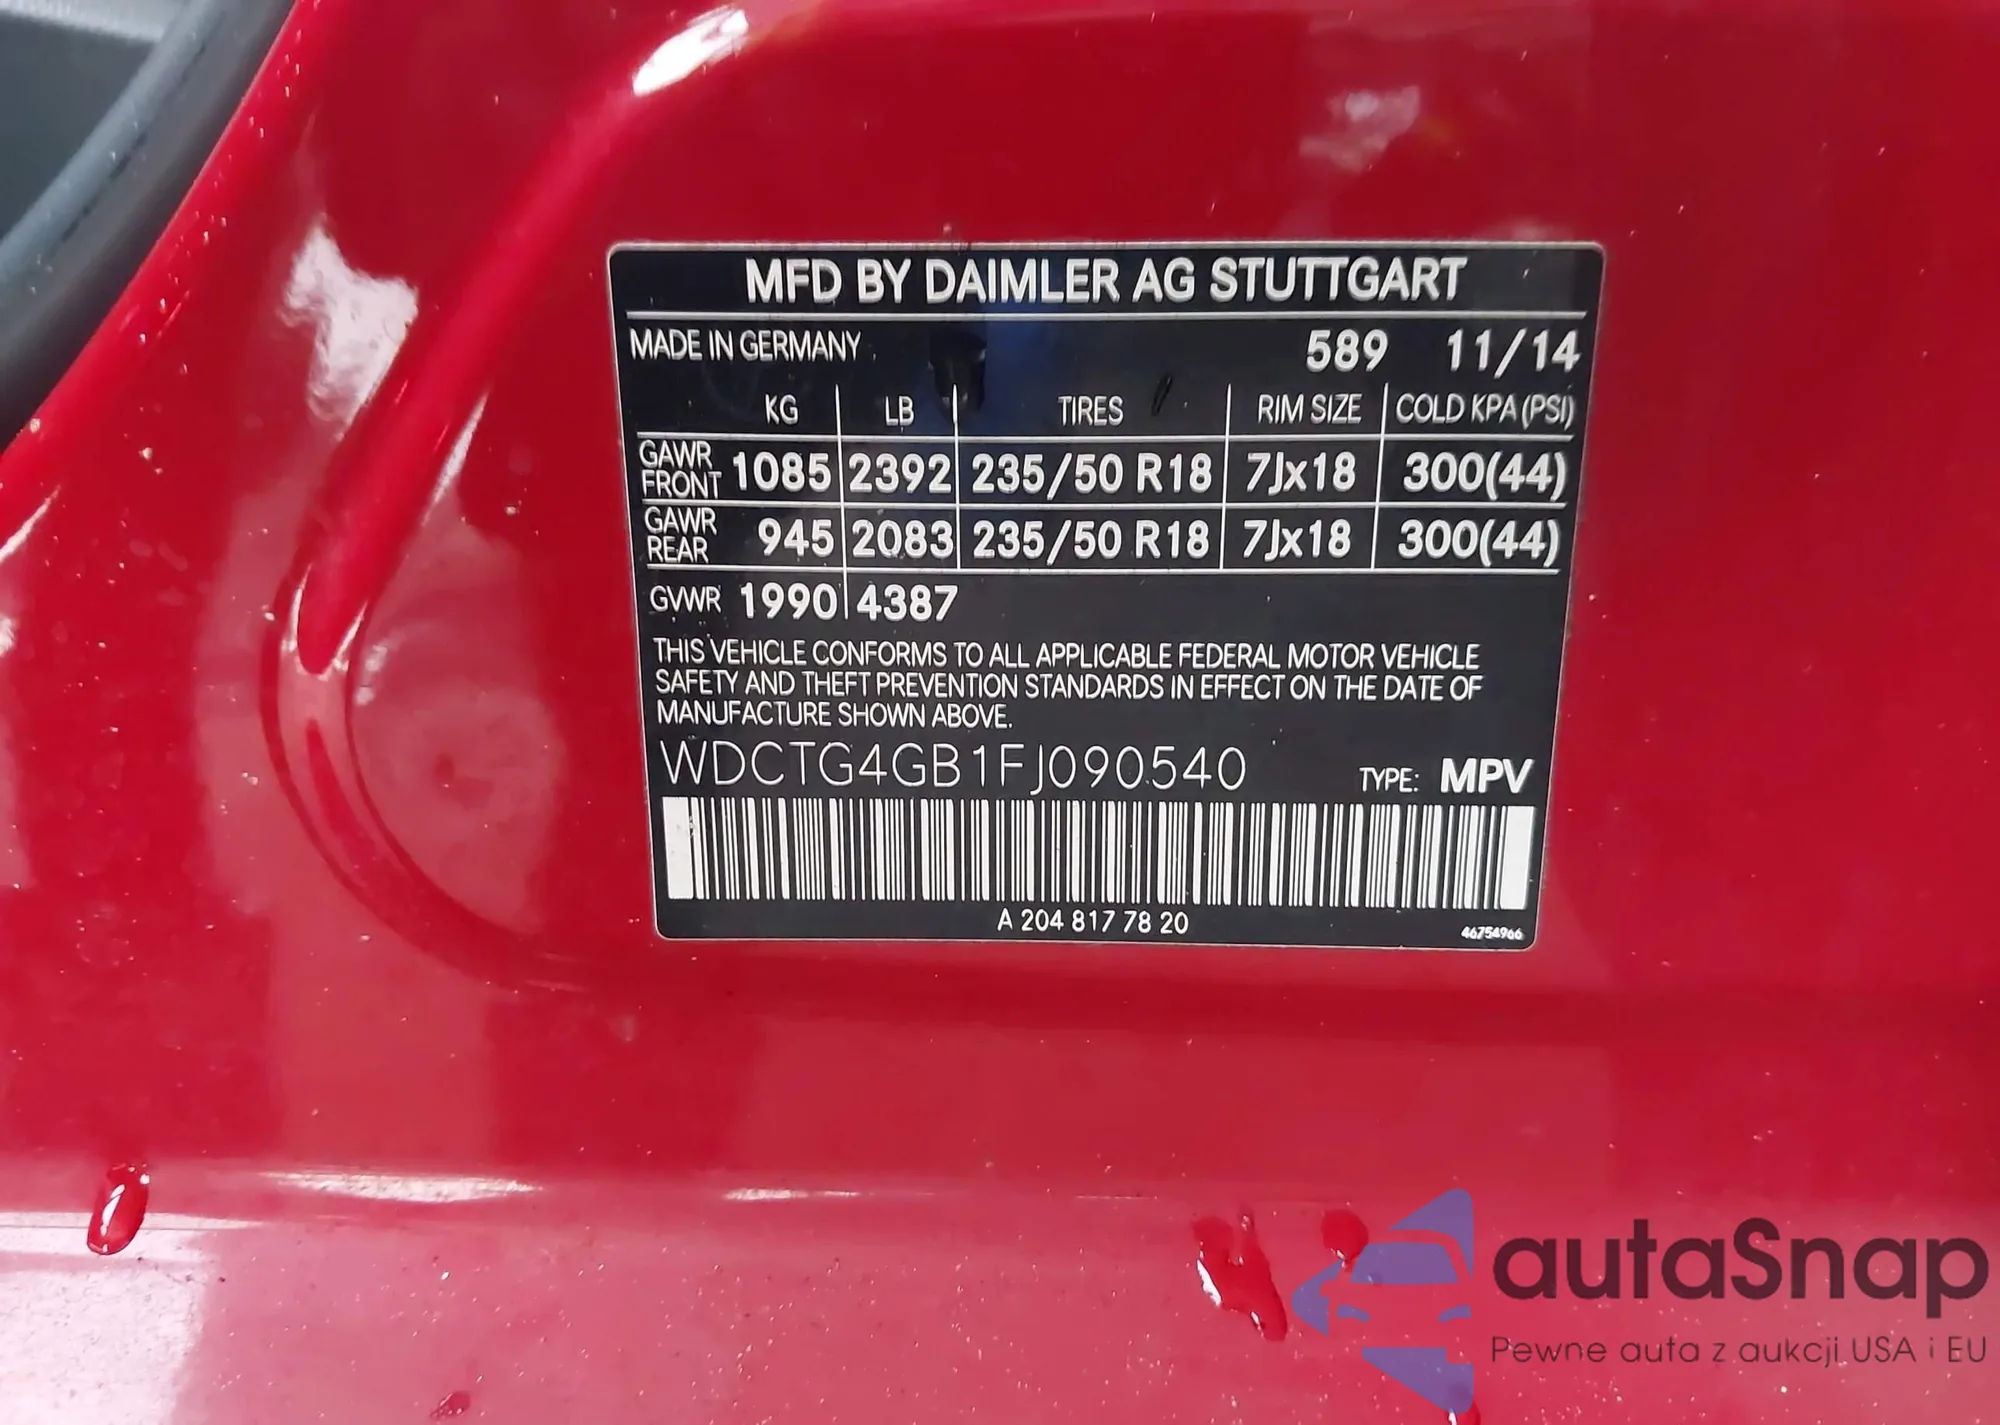 MFD BY DAIMLER AG STUTTGART
MADE IN GERMANY 589 11/14
KG LB TIRES RIM SIZE COLD KPA (PSI)
GAWR FRONT 1085 2392 235/50 R18 7Jx18 300(44)
GAWR REAR 945 2083 235/50 R18 7Jx18 300(44)
GVWR 1990 4387
THIS VEHICLE CONFORMS TO ALL APPLICABLE FEDERAL MOTOR VEHICLE
SAFETY AND THEFT PREVENTION STANDARDS IN EFFECT ON THE DATE OF
MANUFACTURE SHOWN ABOVE.
WDCTG4GB1FJ090540 TYPE: MPV
A 204 817 78 20
46754966
autaSnap
Pewne auta z aukcji USA i EU